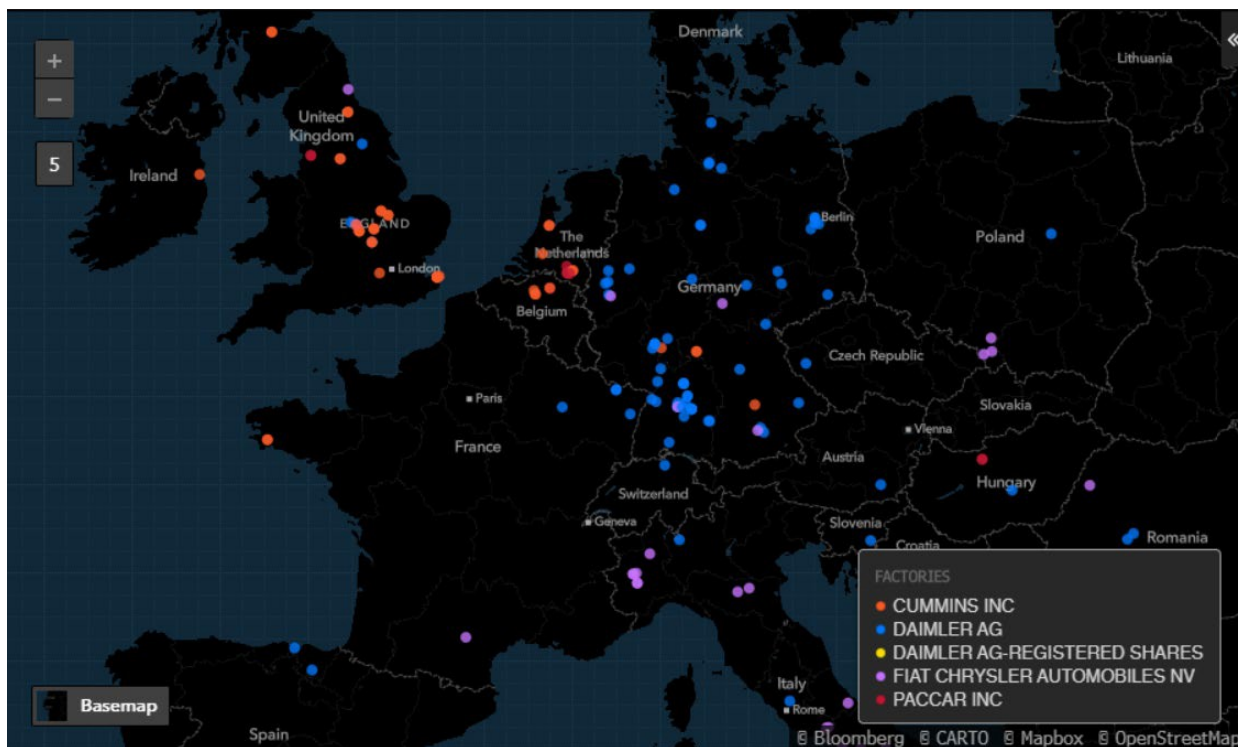 Denmark
Lithuania
+
−
United
Kingdom
5
Ireland
Berlin
ENGLAND
The
Netherlands
Poland
London
Germany
Belgium
Czech Republic
Paris
Slovakia
France
Vienna
Austria
Hungary
Switzerland
Geneva
Slovenia
Romania
Croatia
FACTORIES
CUMMINS INC
DAIMLER AG
DAIMLER AG-REGISTERED SHARES
FIAT CHRYSLER AUTOMOBILES NV
PACCAR INC
Italy
Rome
Basemap
Spain
© Bloomberg © CARTO © Mapbox © OpenStreetMap